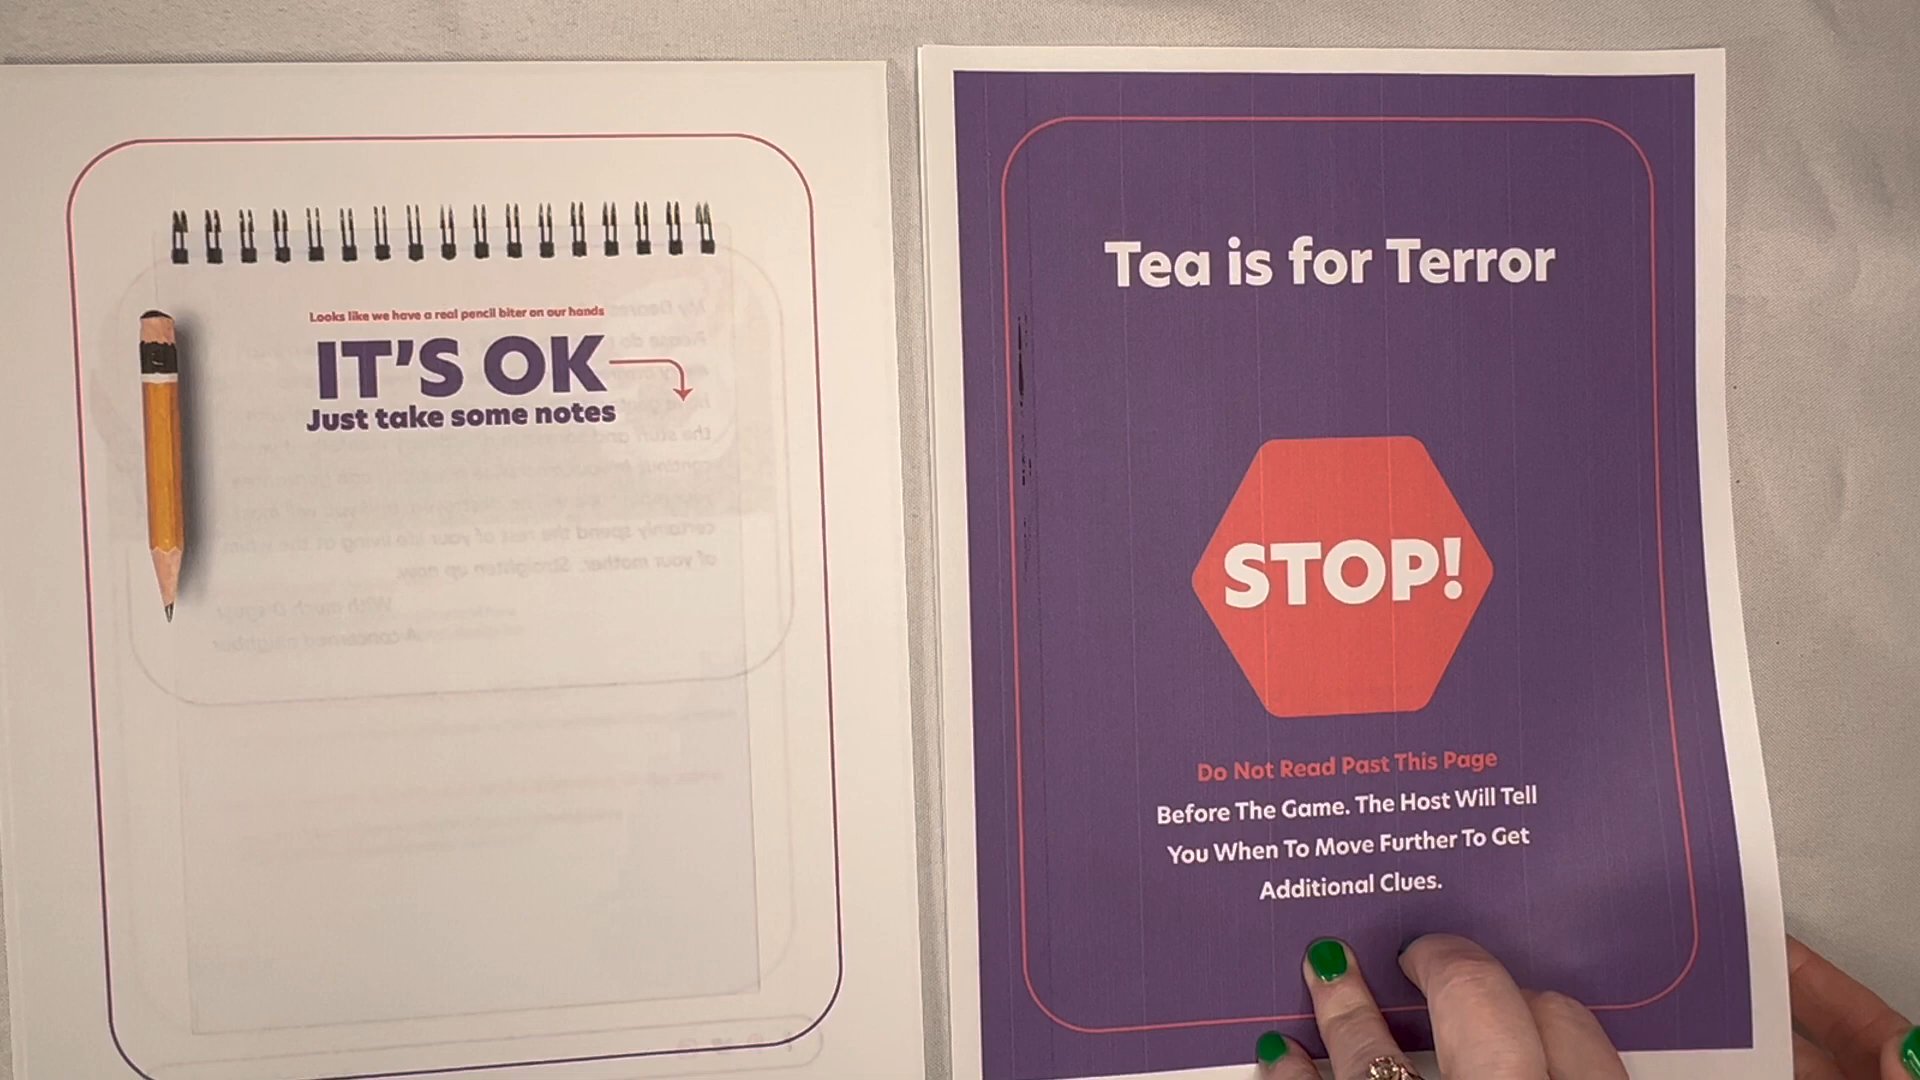 Looks like we have a real pencil biter on our hands
IT'S OK
Just take some notes
Tea is for Terror
STOP!
Do Not Read Past This Page
Before The Game. The Host Will Tell
You When To Move Further To Get
Additional Clues.